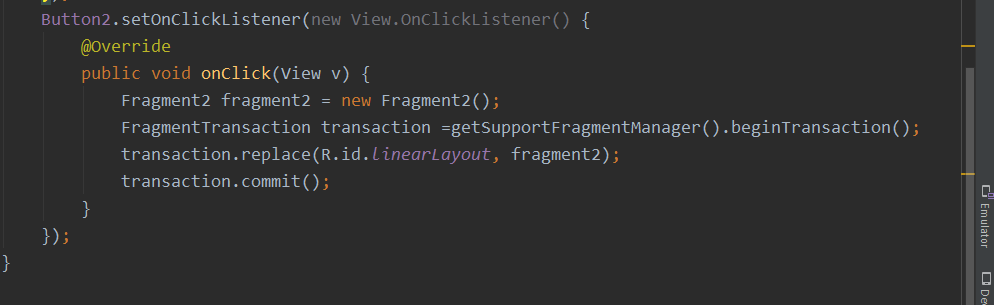 Button2.setOnClickListener(new View.OnClickListener() {
@Override
public void onClick(View v) {
Fragment2 fragment2 = new Fragment2();
FragmentTransaction transaction =getSupportFragmentManager().beginTransaction();
transaction.replace(R.id.linearLayout, fragment2);
transaction.commit();
}
});
}
Emulator